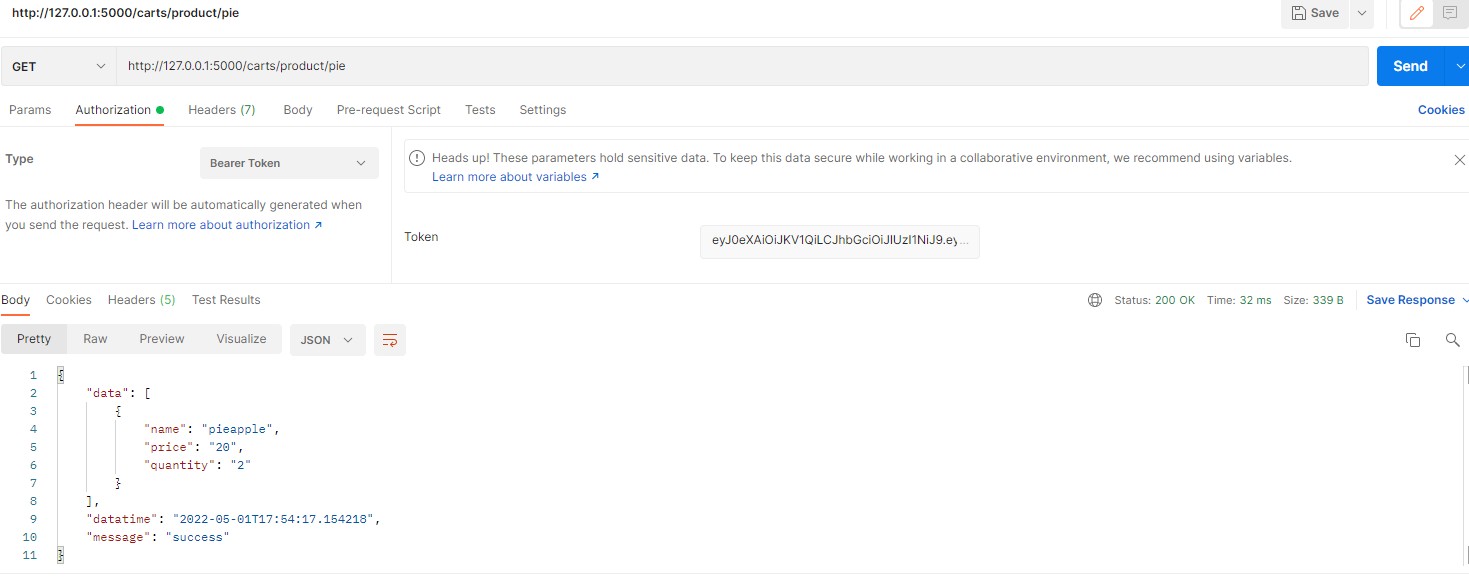 http://127.0.0.1:5000/carts/product/pie
Save
GET
http://127.0.0.1:5000/carts/product/pie
Send
Params
Authorization
Headers (7)
Body
Pre-request Script
Tests
Settings
Cookies
Type
Bearer Token
Heads up! These parameters hold sensitive data. To keep this data secure while working in a collaborative environment, we recommend using variables.
Learn more about variables ↗
The authorization header will be automatically generated when
you send the request. Learn more about authorization ↗
Token
eyJ0eXAiOiJKV1QiLCJhbGciOiJIUzI1NiJ9.ey...
Body
Cookies
Headers (5)
Test Results
Status: 200 OK
Time: 32 ms
Size: 339 B
Save Response
Pretty
Raw
Preview
Visualize
JSON
1 {
2 "data": [
3 {
4 "name": "pieapple",
5 "price": "20",
6 "quantity": "2"
7 }
8 ],
9 "datatime": "2022-05-01T17:54:17.154218",
10 "message": "success"
11 }